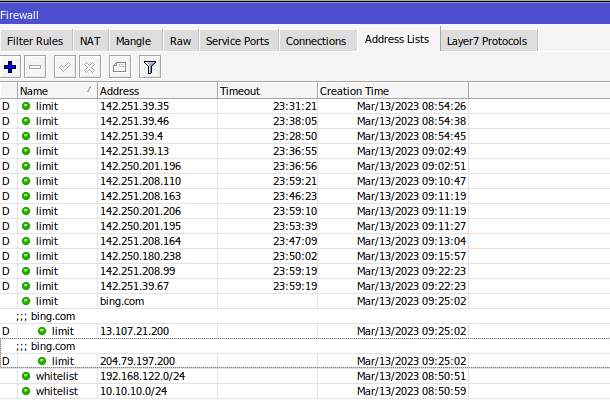 Firewall
Filter Rules NAT Mangle Raw Service Ports Connections Address Lists Layer7 Protocols
Name Address Timeout Creation Time
D limit 142.251.39.35 23:31:21 Mar/13/2023 08:54:26
D limit 142.251.39.46 23:38:05 Mar/13/2023 08:54:38
D limit 142.251.39.4 23:28:50 Mar/13/2023 08:54:45
D limit 142.251.39.13 23:36:55 Mar/13/2023 09:02:49
D limit 142.250.201.196 23:36:56 Mar/13/2023 09:02:51
D limit 142.251.208.110 23:59:21 Mar/13/2023 09:10:47
D limit 142.251.208.163 23:46:23 Mar/13/2023 09:11:19
D limit 142.250.201.206 23:59:10 Mar/13/2023 09:11:19
D limit 142.250.201.195 23:53:39 Mar/13/2023 09:11:27
D limit 142.251.208.164 23:47:09 Mar/13/2023 09:13:04
D limit 142.250.180.238 23:50:02 Mar/13/2023 09:15:57
D limit 142.251.208.99 23:59:19 Mar/13/2023 09:22:23
D limit 142.251.39.67 23:59:19 Mar/13/2023 09:22:23
limit bing.com Mar/13/2023 09:25:02
;;; bing.com
D limit 13.107.21.200 Mar/13/2023 09:25:02
;;; bing.com
D limit 204.79.197.200 Mar/13/2023 09:25:02
whitelist 192.168.122.0/24 Mar/13/2023 08:50:51
whitelist 10.10.10.0/24 Mar/13/2023 08:50:59